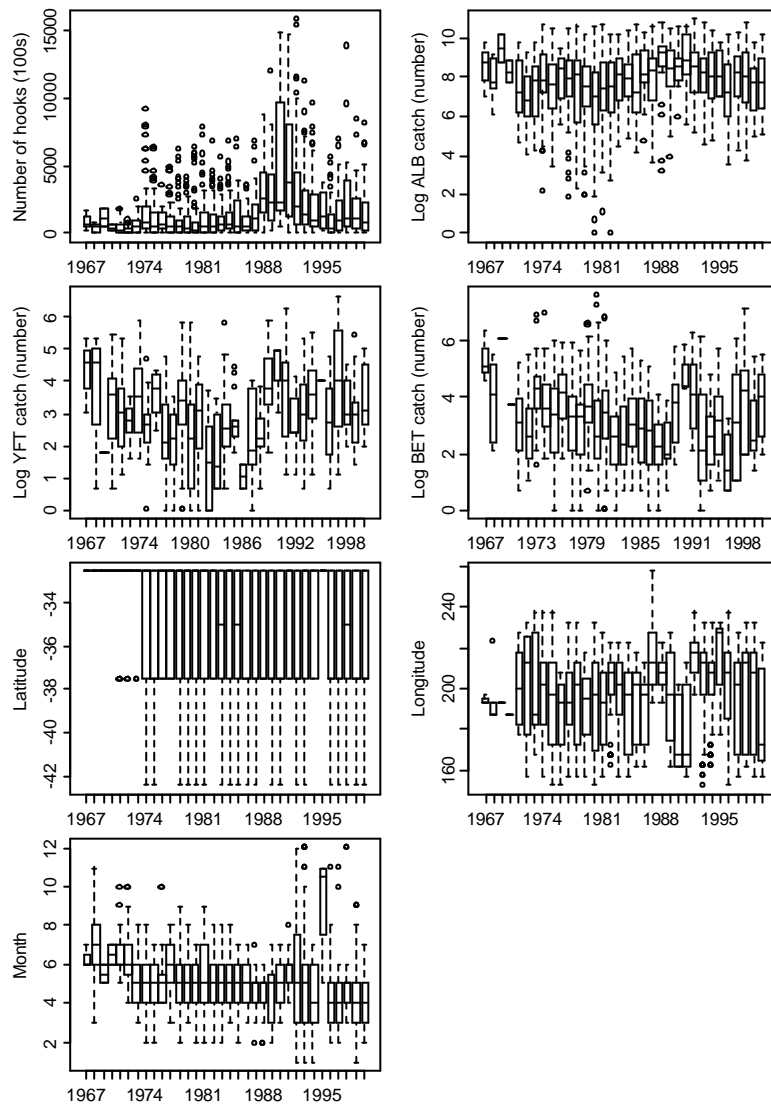 Number of hooks (100s)
15000
10000
5000
0
1967 1974 1981 1988 1995
Log ALB catch (number)
10
8
6
4
2
0
1967 1974 1981 1988 1995
Log YFT catch (number)
6
5
4
3
2
1
0
1967 1974 1980 1986 1992 1998
Log BET catch (number)
6
4
2
0
1967 1973 1979 1985 1991 1998
Latitude
-34
-36
-38
-40
-42
1967 1974 1981 1988 1995
Longitude
240
200
160
1967 1974 1981 1988 1995
Month
12
10
8
6
4
2
1967 1974 1981 1988 1995